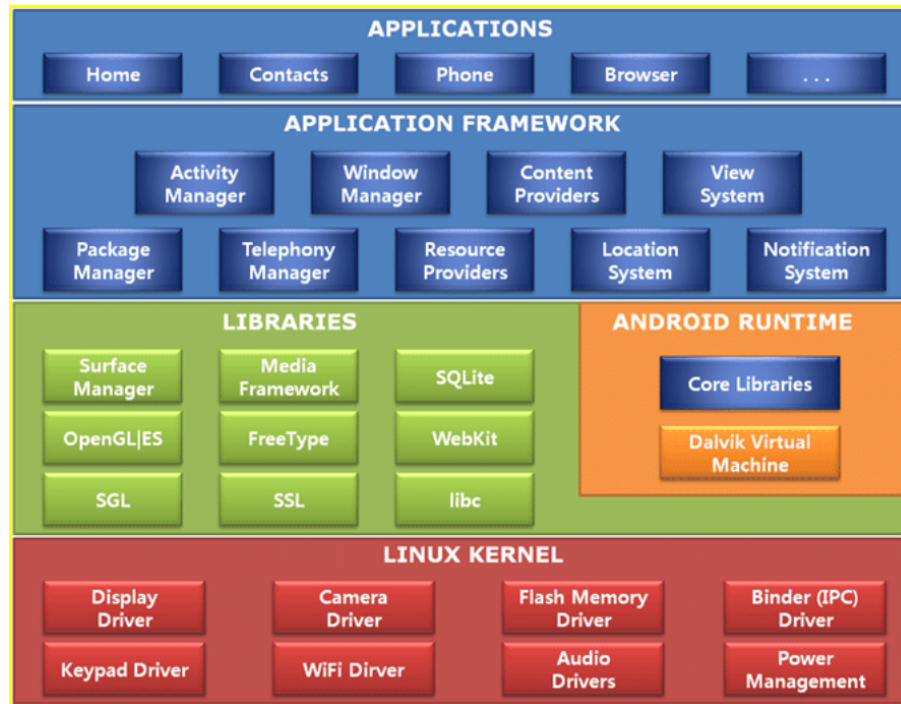 APPLICATIONS
Home
Contacts
Phone
Browser
. . .
APPLICATION FRAMEWORK
Activity
Manager
Window
Manager
Content
Providers
View
System
Package
Manager
Telephony
Manager
Resource
Providers
Location
System
Notification
System
LIBRARIES
Surface
Manager
Media
Framework
SQLite
OpenGL|ES
FreeType
WebKit
SGL
SSL
libc
ANDROID RUNTIME
Core Libraries
Dalvik Virtual
Machine
LINUX KERNEL
Display
Driver
Camera
Driver
Flash Memory
Driver
Binder (IPC)
Driver
Keypad Driver
WiFi Dirver
Audio
Drivers
Power
Management